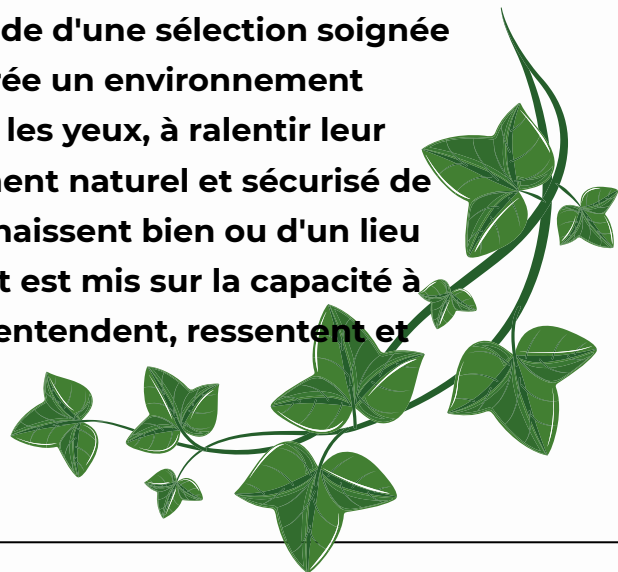 de d'une sélection soignée
ée un environnement
les yeux, à ralentir leur
ent naturel et sécurisé de
naissent bien ou d'un lieu
t est mis sur la capacité à
entendent, ressentent et